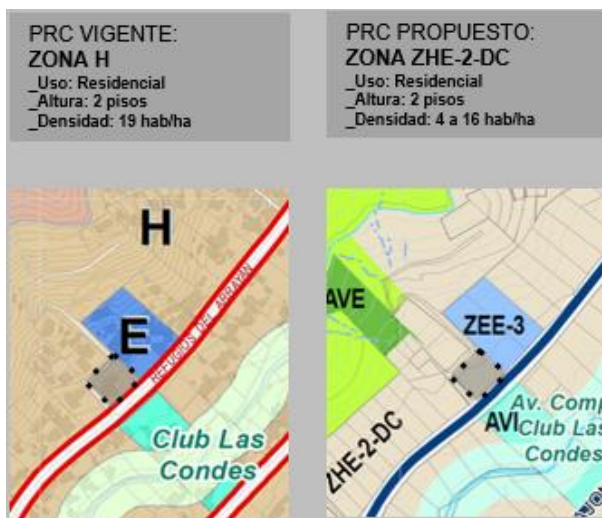 PRC VIGENTE:
ZONA H
_Uso: Residencial
_Altura: 2 pisos
_Densidad: 19 hab/ha
PRC PROPUESTO:
ZONA ZHE-2-DC
_Uso: Residencial
_Altura: 2 pisos
_Densidad: 4 a 16 hab/ha
H
E
REFUGIOS DEL ARRAYAN
Club Las
Condes
AVE
ZEE-3
ZHE-2-DC
AVI
Av. Comp
Club Las
Condes